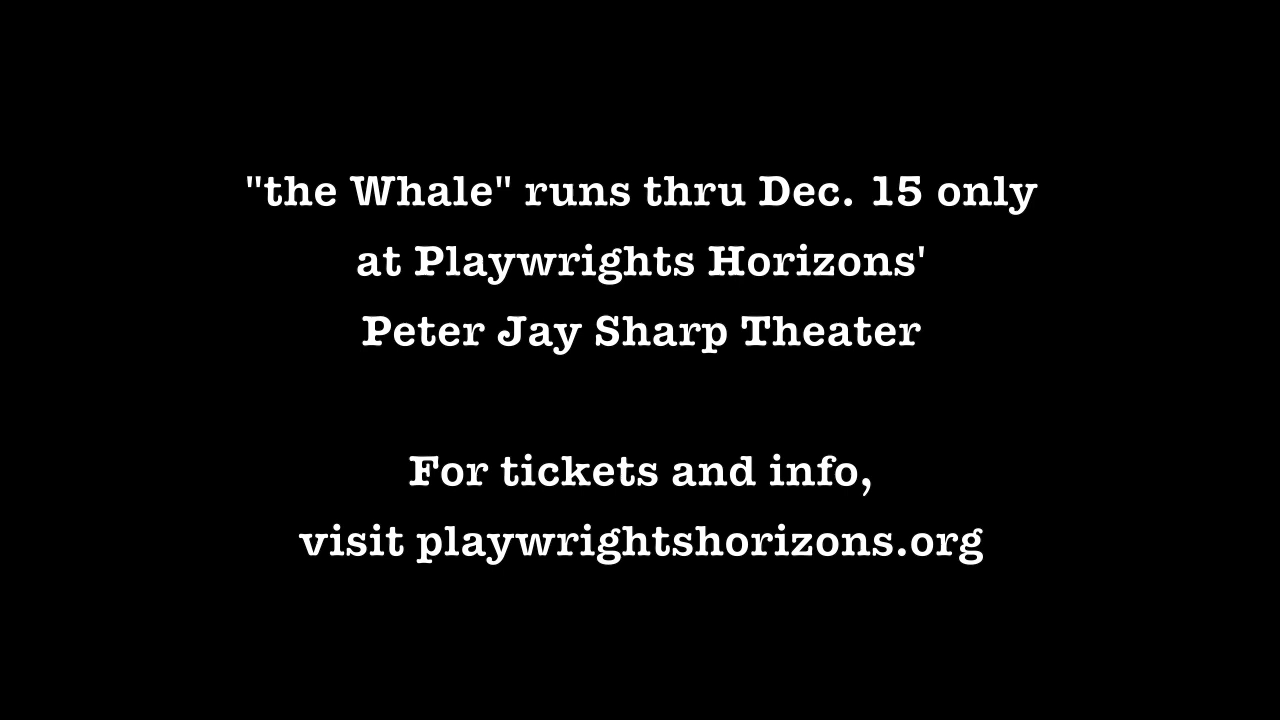 "the Whale" runs thru Dec. 15 only
at Playwrights Horizons'
Peter Jay Sharp Theater
For tickets and info,
visit playwrightshorizons.org